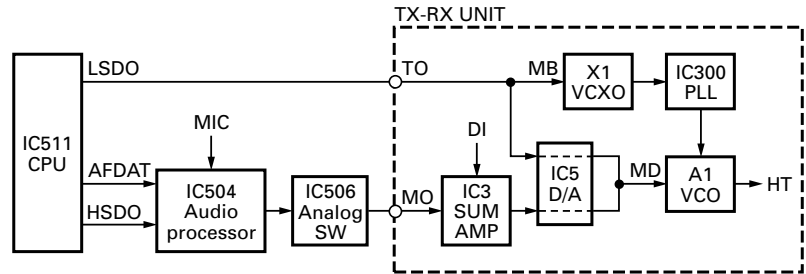 TX-RX UNIT
LSDO
TO
MB
X1
VCXO
IC300
PLL
IC511
CPU
MIC
DI
AFDAT
HSDO
IC504
Audio
processor
IC506
Analog
SW
MO
IC3
SUM
AMP
IC5
D/A
MD
A1
VCO
HT